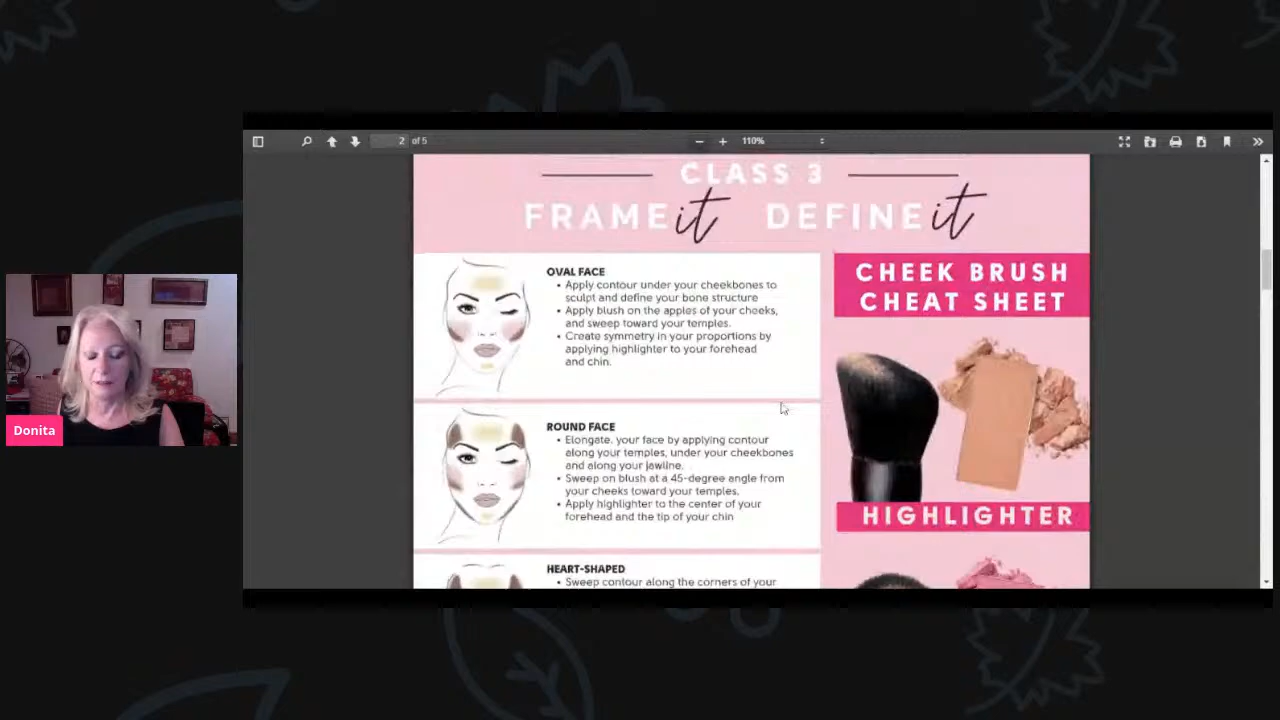 2 of 5
110%
CLASS 3
FRAME it DEFINE it
OVAL FACE
• Apply contour under your cheekbones to
sculpt and define your bone structure
• Apply blush on the apples of your cheeks,
and sweep toward your temples.
• Create symmetry in your proportions by
applying highlighter to your forehead
and chin.
ROUND FACE
• Elongate. your face by applying contour
along your temples, under your cheekbones
and along your jawline.
• Sweep on blush at a 45-degree angle from
your cheeks toward your temples.
• Apply highlighter to the center of your
forehead and the tip of your chin
HEART-SHAPED
• Sweep contour along the corners of your
CHEEK BRUSH
CHEAT SHEET
HIGHLIGHTER
Donita